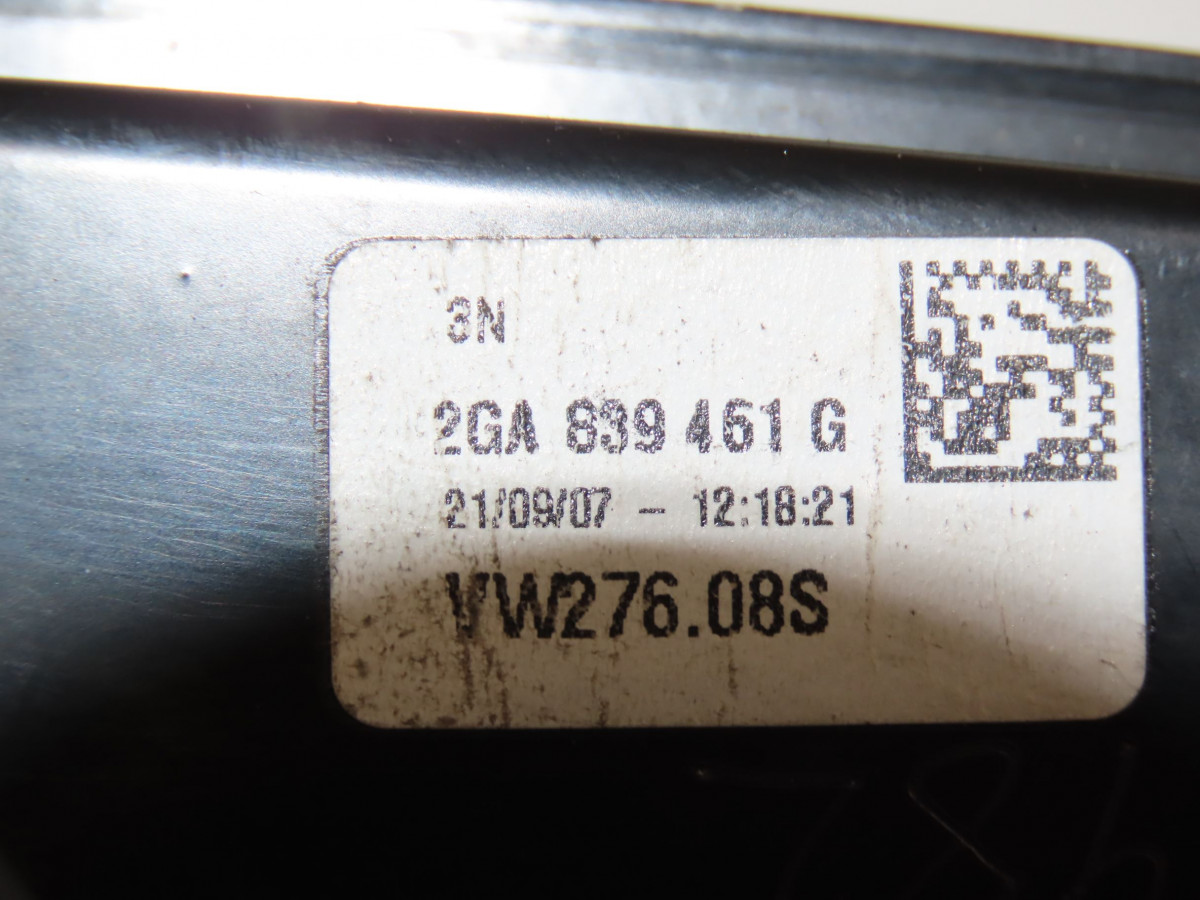 3N
2GA 839 461 G
21/09/07 - 12:18:21
VW276.08S